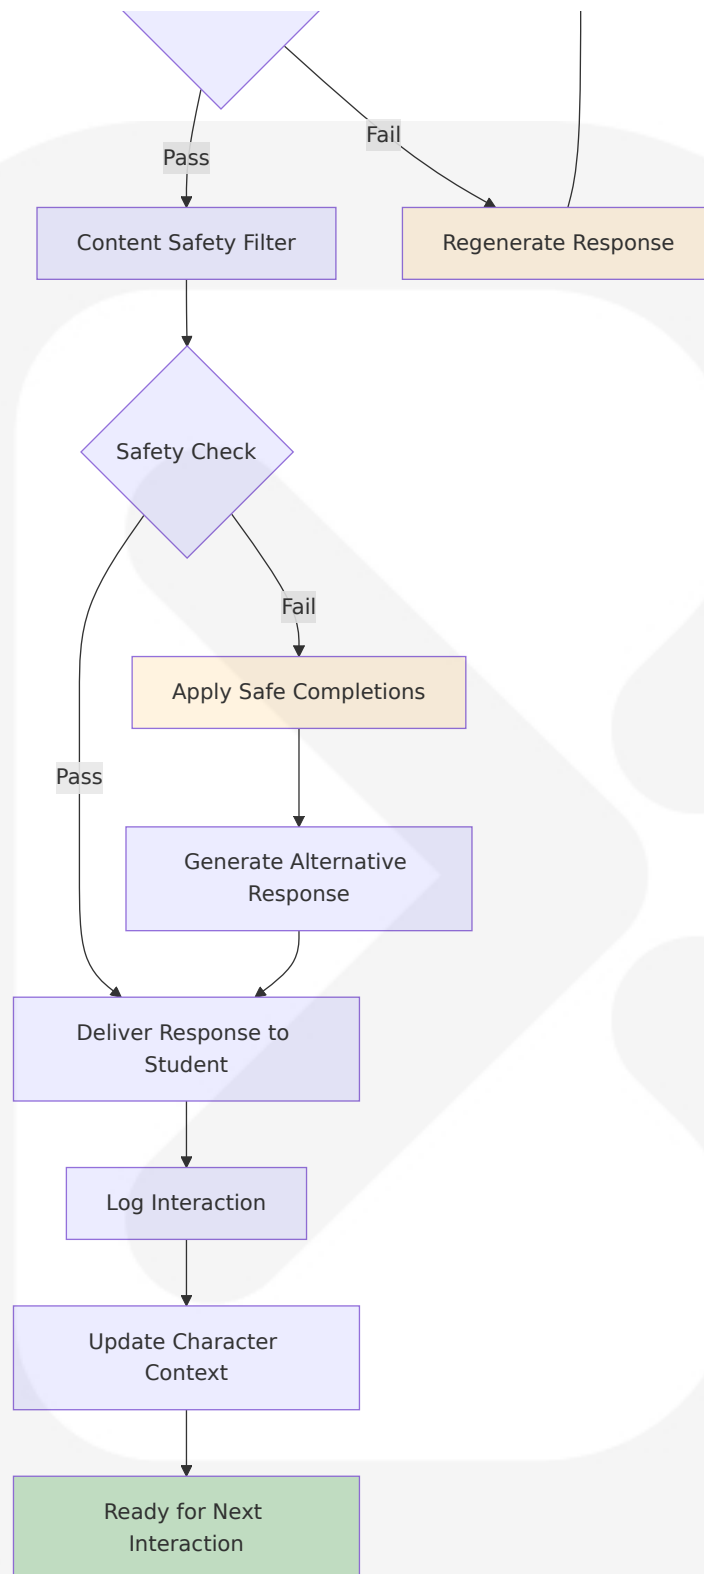 Fail
Pass
Content Safety Filter
Regenerate Response
Safety Check
Fail
Apply Safe Completions
Pass
Generate Alternative
Response
Deliver Response to
Student
Log Interaction
Update Character
Context
Ready for Next
Interaction